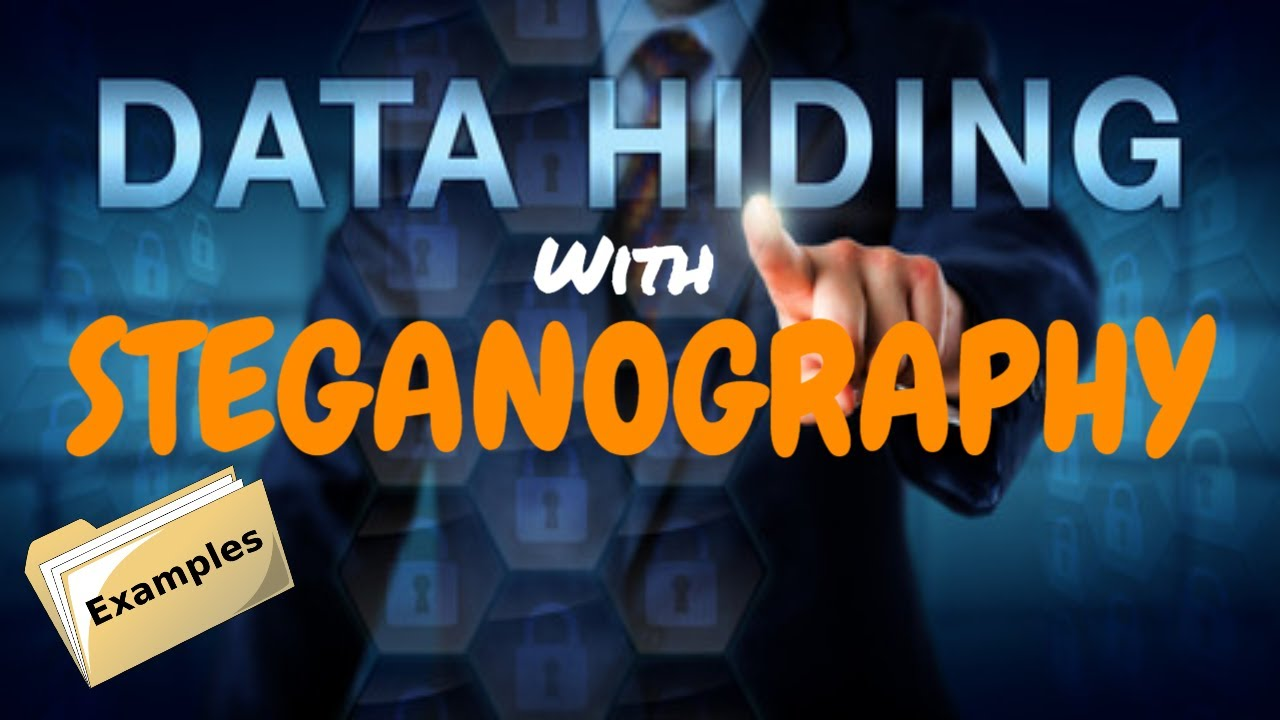 DATA HIDING
WITH
STEGANOGRAPHY
Examples